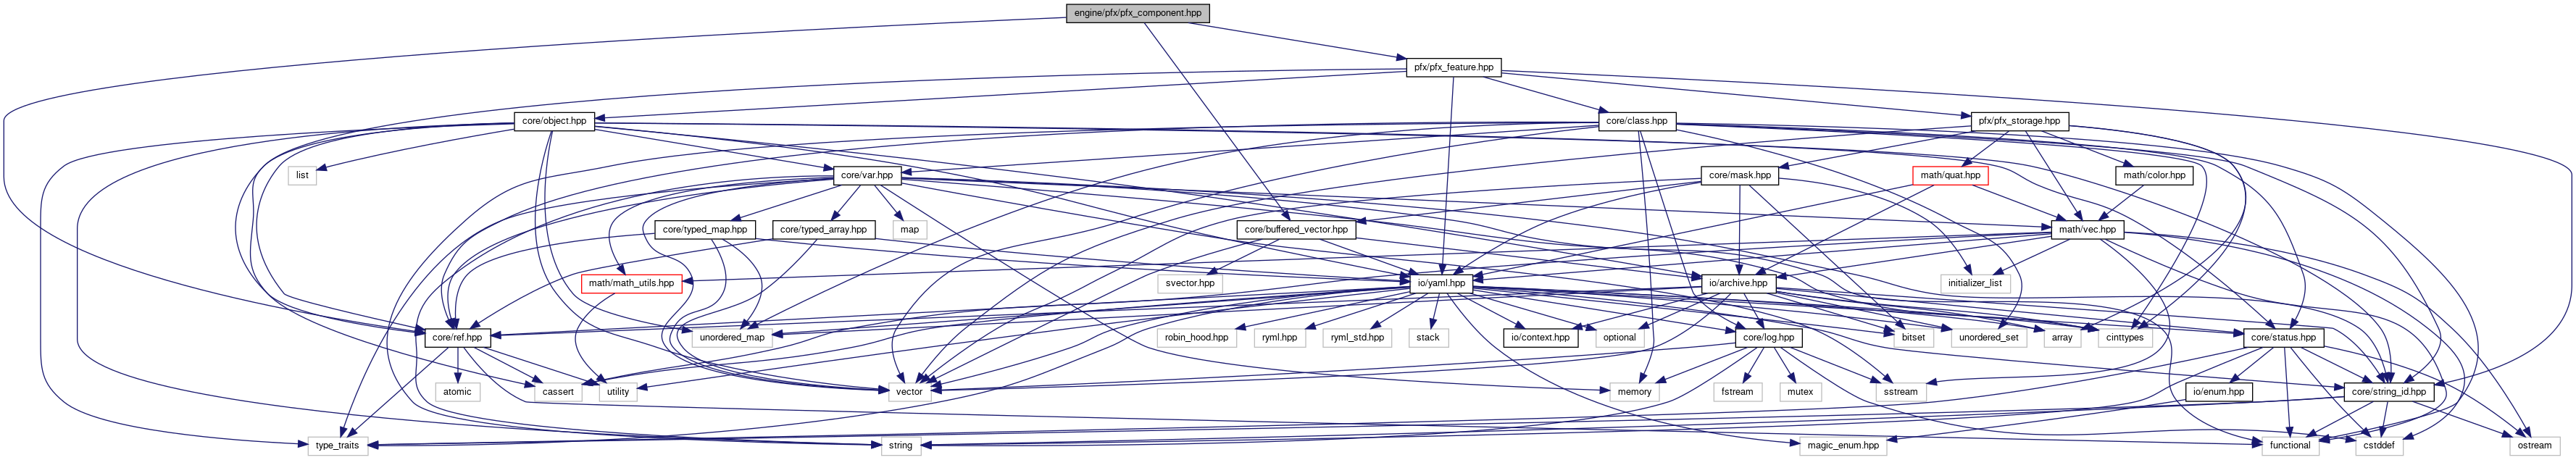 engine/pfx/pfx_component.hpp
pfx/pfx_feature.hpp
core/object.hpp
core/class.hpp
pfx/pfx_storage.hpp
list
core/var.hpp
core/mask.hpp
math/quat.hpp
math/color.hpp
core/typed_map.hpp
core/typed_array.hpp
map
core/buffered_vector.hpp
math/vec.hpp
math/math_utils.hpp
svector.hpp
io/yaml.hpp
io/archive.hpp
initializer_list
core/ref.hpp
unordered_map
robin_hood.hpp
ryml.hpp
ryml_std.hpp
stack
io/context.hpp
optional
core/log.hpp
bitset
unordered_set
array
cinttypes
core/status.hpp
atomic
cassert
utility
vector
memory
fstream
mutex
sstream
io/enum.hpp
core/string_id.hpp
type_traits
string
magic_enum.hpp
functional
cstddef
ostream